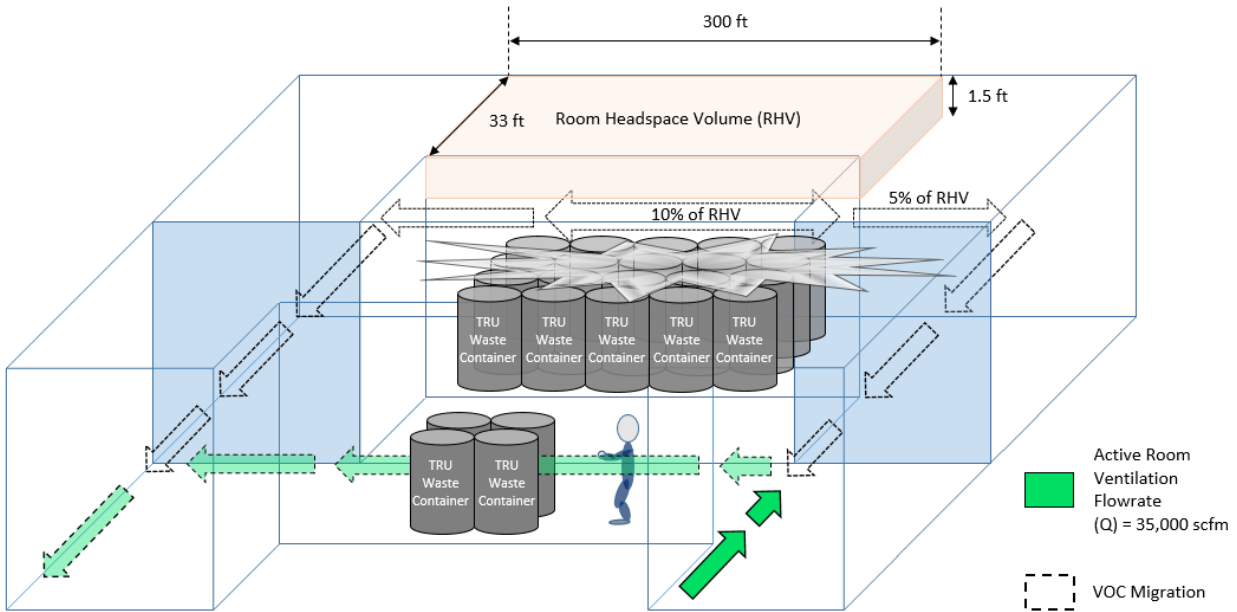 300 ft
1.5 ft
33 ft
Room Headspace Volume (RHV)
5% of RHV
10% of RHV
TRU
Waste
Container
TRU
Waste
Container
TRU
Waste
Container
TRU
Waste
Container
TRU
Waste
Container
TRU
Waste
Container
TRU
Waste
Container
Active Room
Ventilation
Flowrate
(Q) = 35,000 scfm
VOC Migration